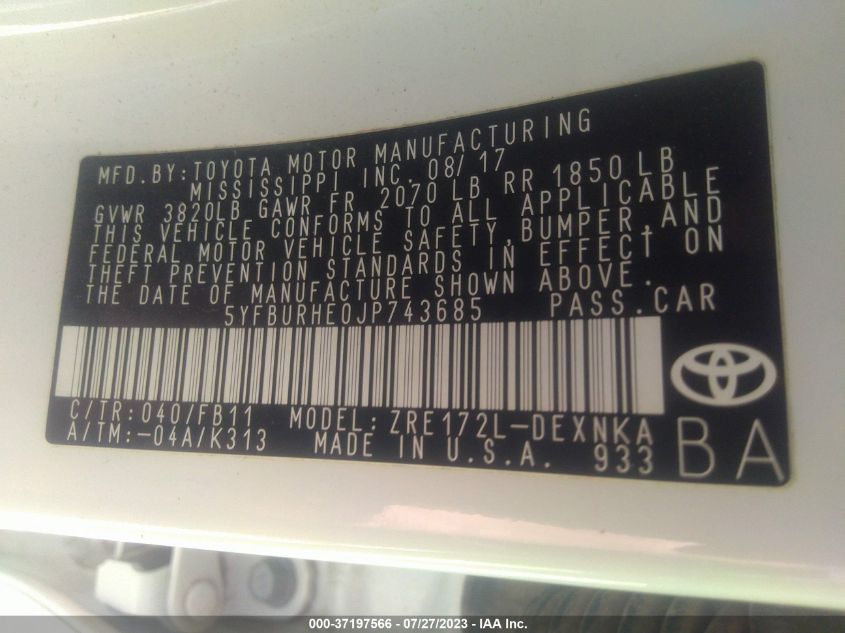 MFD.BY:TOYOTA MOTOR MANUFACTURING
MISSISSIPPI INC. 08/17
GVWR 3820LB GAWR FR 2070 LB RR 1850 LB
THIS VEHICLE CONFORMS TO ALL APPLICABLE
FEDERAL MOTOR VEHICLE SAFETY,BUMPER,AND
THEFT PREVENTION STANDARDS IN EFFECT ON
THE DATE OF MANUFACTURE SHOWN ABOVE.
5YFBURHE0JP743685 PASS.CAR
C/TR:040/FB11 MODEL:ZRE172L-DEXNKA
A/TM:-04A/K313 MADE IN U.S.A. 933
BA
000-37197566 / 07/27/2023 - © IAA Inc.